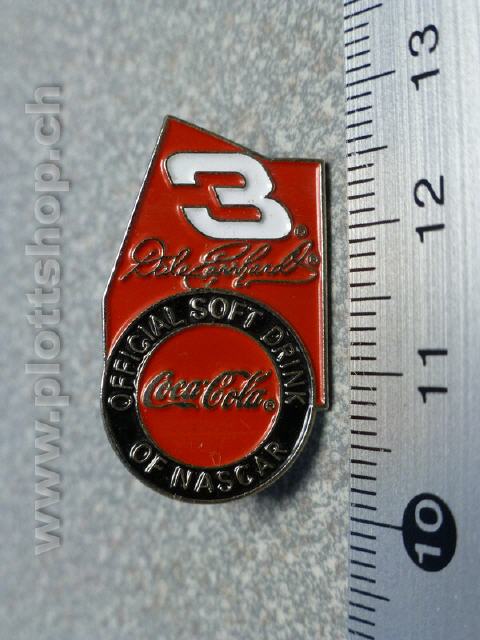 3®
Dale Earnhardt®
OFFICIAL SOFT DRINK
Coca-Cola®
OF NASCAR
13
12
11
10
www.plottshop.ch